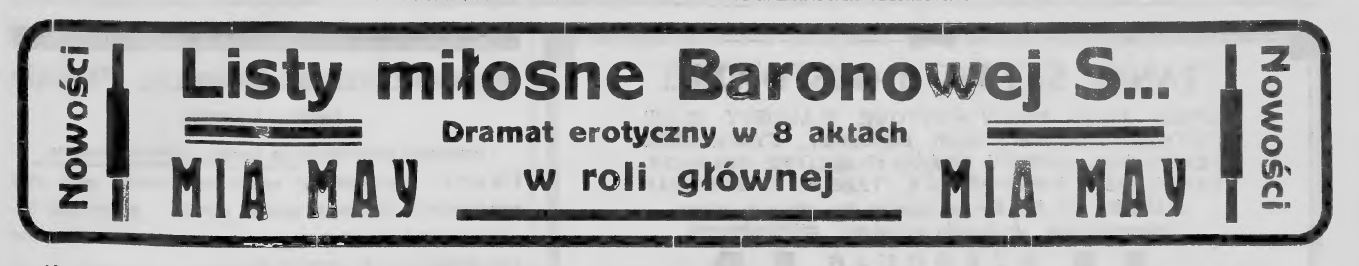 Nowości
Listy miłosne Baronowej S...
Dramat erotyczny w 8 aktach
MIA MAY w roli głównej MIA MAY
Nowości